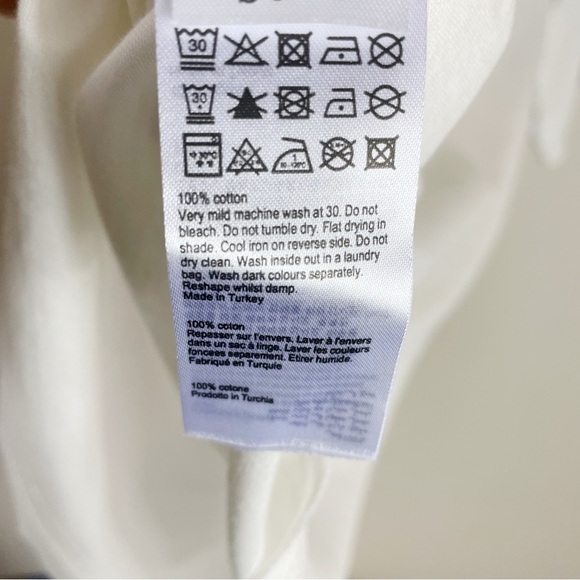 30
30
100% cotton
Very mild machine wash at 30. Do not
bleach. Do not tumble dry. Flat drying in
shade. Cool iron on reverse side. Do not
dry clean. Wash inside out in a laundry
bag. Wash dark colours separately.
Reshape whilst damp.
Made in Turkey
100% coton
Repasser sur l'envers. Laver à l'envers
dans un sac à linge. Laver les couleurs
foncées separement. Etirer humide.
Fabriqué en Turquie
100% cotone
Prodotto in Turchia